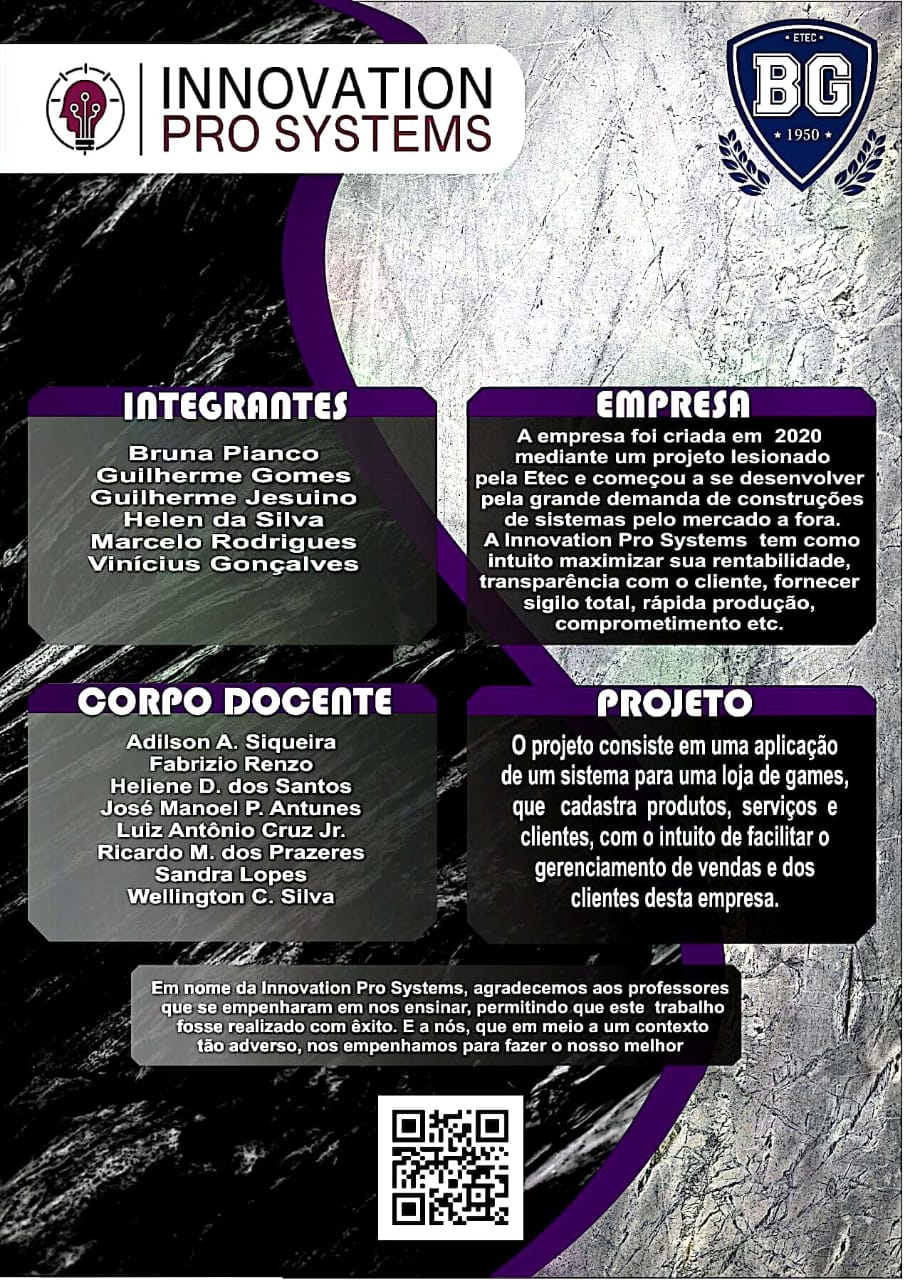 INNOVATION
PRO SYSTEMS
• ETEC •
BG
★ 1950 ★
INTEGRANTES
Bruna Pianco
Guilherme Gomes
Guilherme Jesuino
Helen da Silva
Marcelo Rodrigues
Vinícius Gonçalves
EMPRESA
A empresa foi criada em 2020
mediante um projeto lesionado
pela Etec e começou a se desenvolver
pela grande demanda de construções
de sistemas pelo mercado a fora.
A Innovation Pro Systems tem como
intuito maximizar sua rentabilidade,
transparência com o cliente, fornecer
sigilo total, rápida produção,
comprometimento etc.
CORPO DOCENTE
Adilson A. Siqueira
Fabrizio Renzo
Heliene D. dos Santos
José Manoel P. Antunes
Luiz Antônio Cruz Jr.
Ricardo M. dos Prazeres
Sandra Lopes
Wellington C. Silva
PROJETO
O projeto consiste em uma aplicação
de um sistema para uma loja de games,
que cadastra produtos, serviços e
clientes, com o intuito de facilitar o
gerenciamento de vendas e dos
clientes desta empresa.
Em nome da Innovation Pro Systems, agradecemos aos professores
que se empenharam em nos ensinar, permitindo que este trabalho
fosse realizado com êxito. E a nós, que em meio a um contexto
tão adverso, nos empenhamos para fazer o nosso melhor